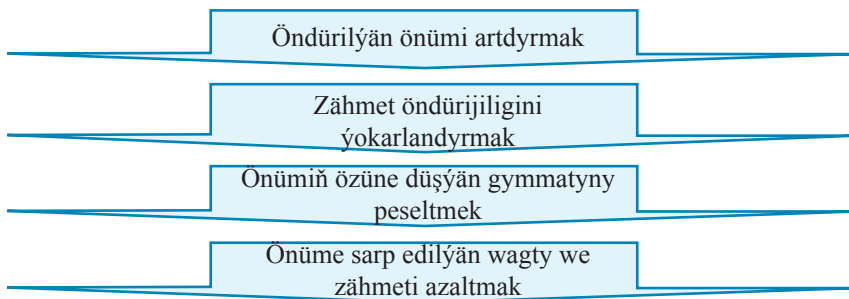 Öndürilýän önümi artdyrmak
Zähmet öndürijiligini
ýokarlandyrmak
Önümiň özüne düşýän gymmatyny
peseltmek
Önüme sarp edilýän wagty we
zähmeti azaltmak